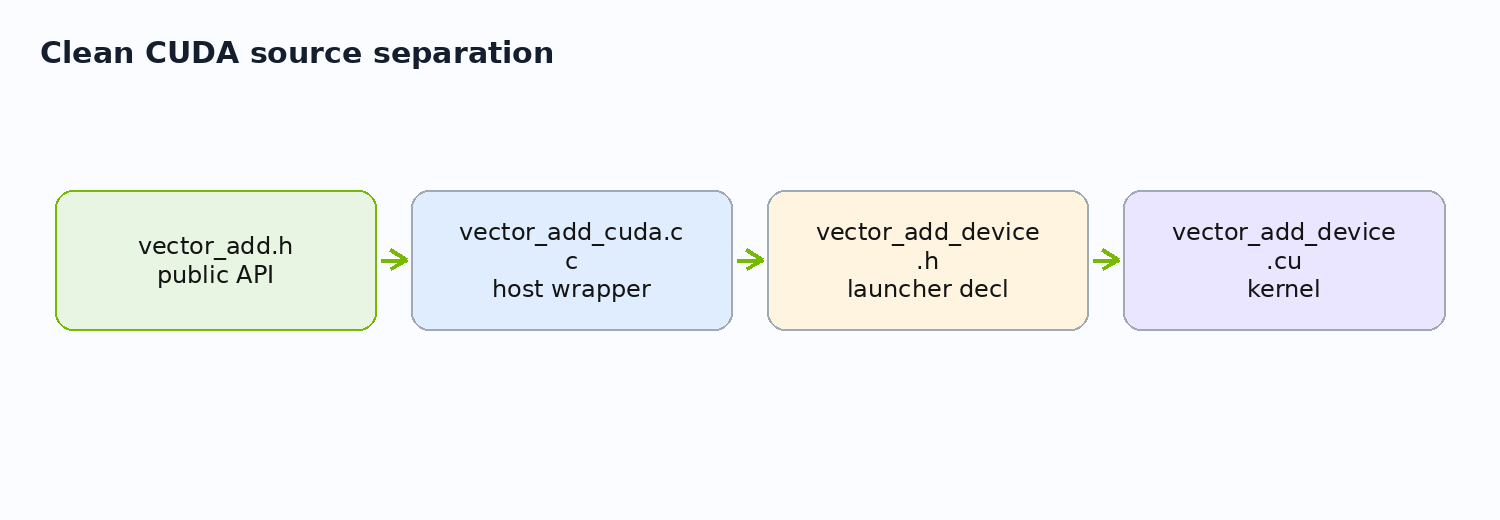 Clean CUDA source separation
vector_add.h
public API
vector_add_cuda.c
c
host wrapper
vector_add_device
.h
launcher decl
vector_add_device
.cu
kernel